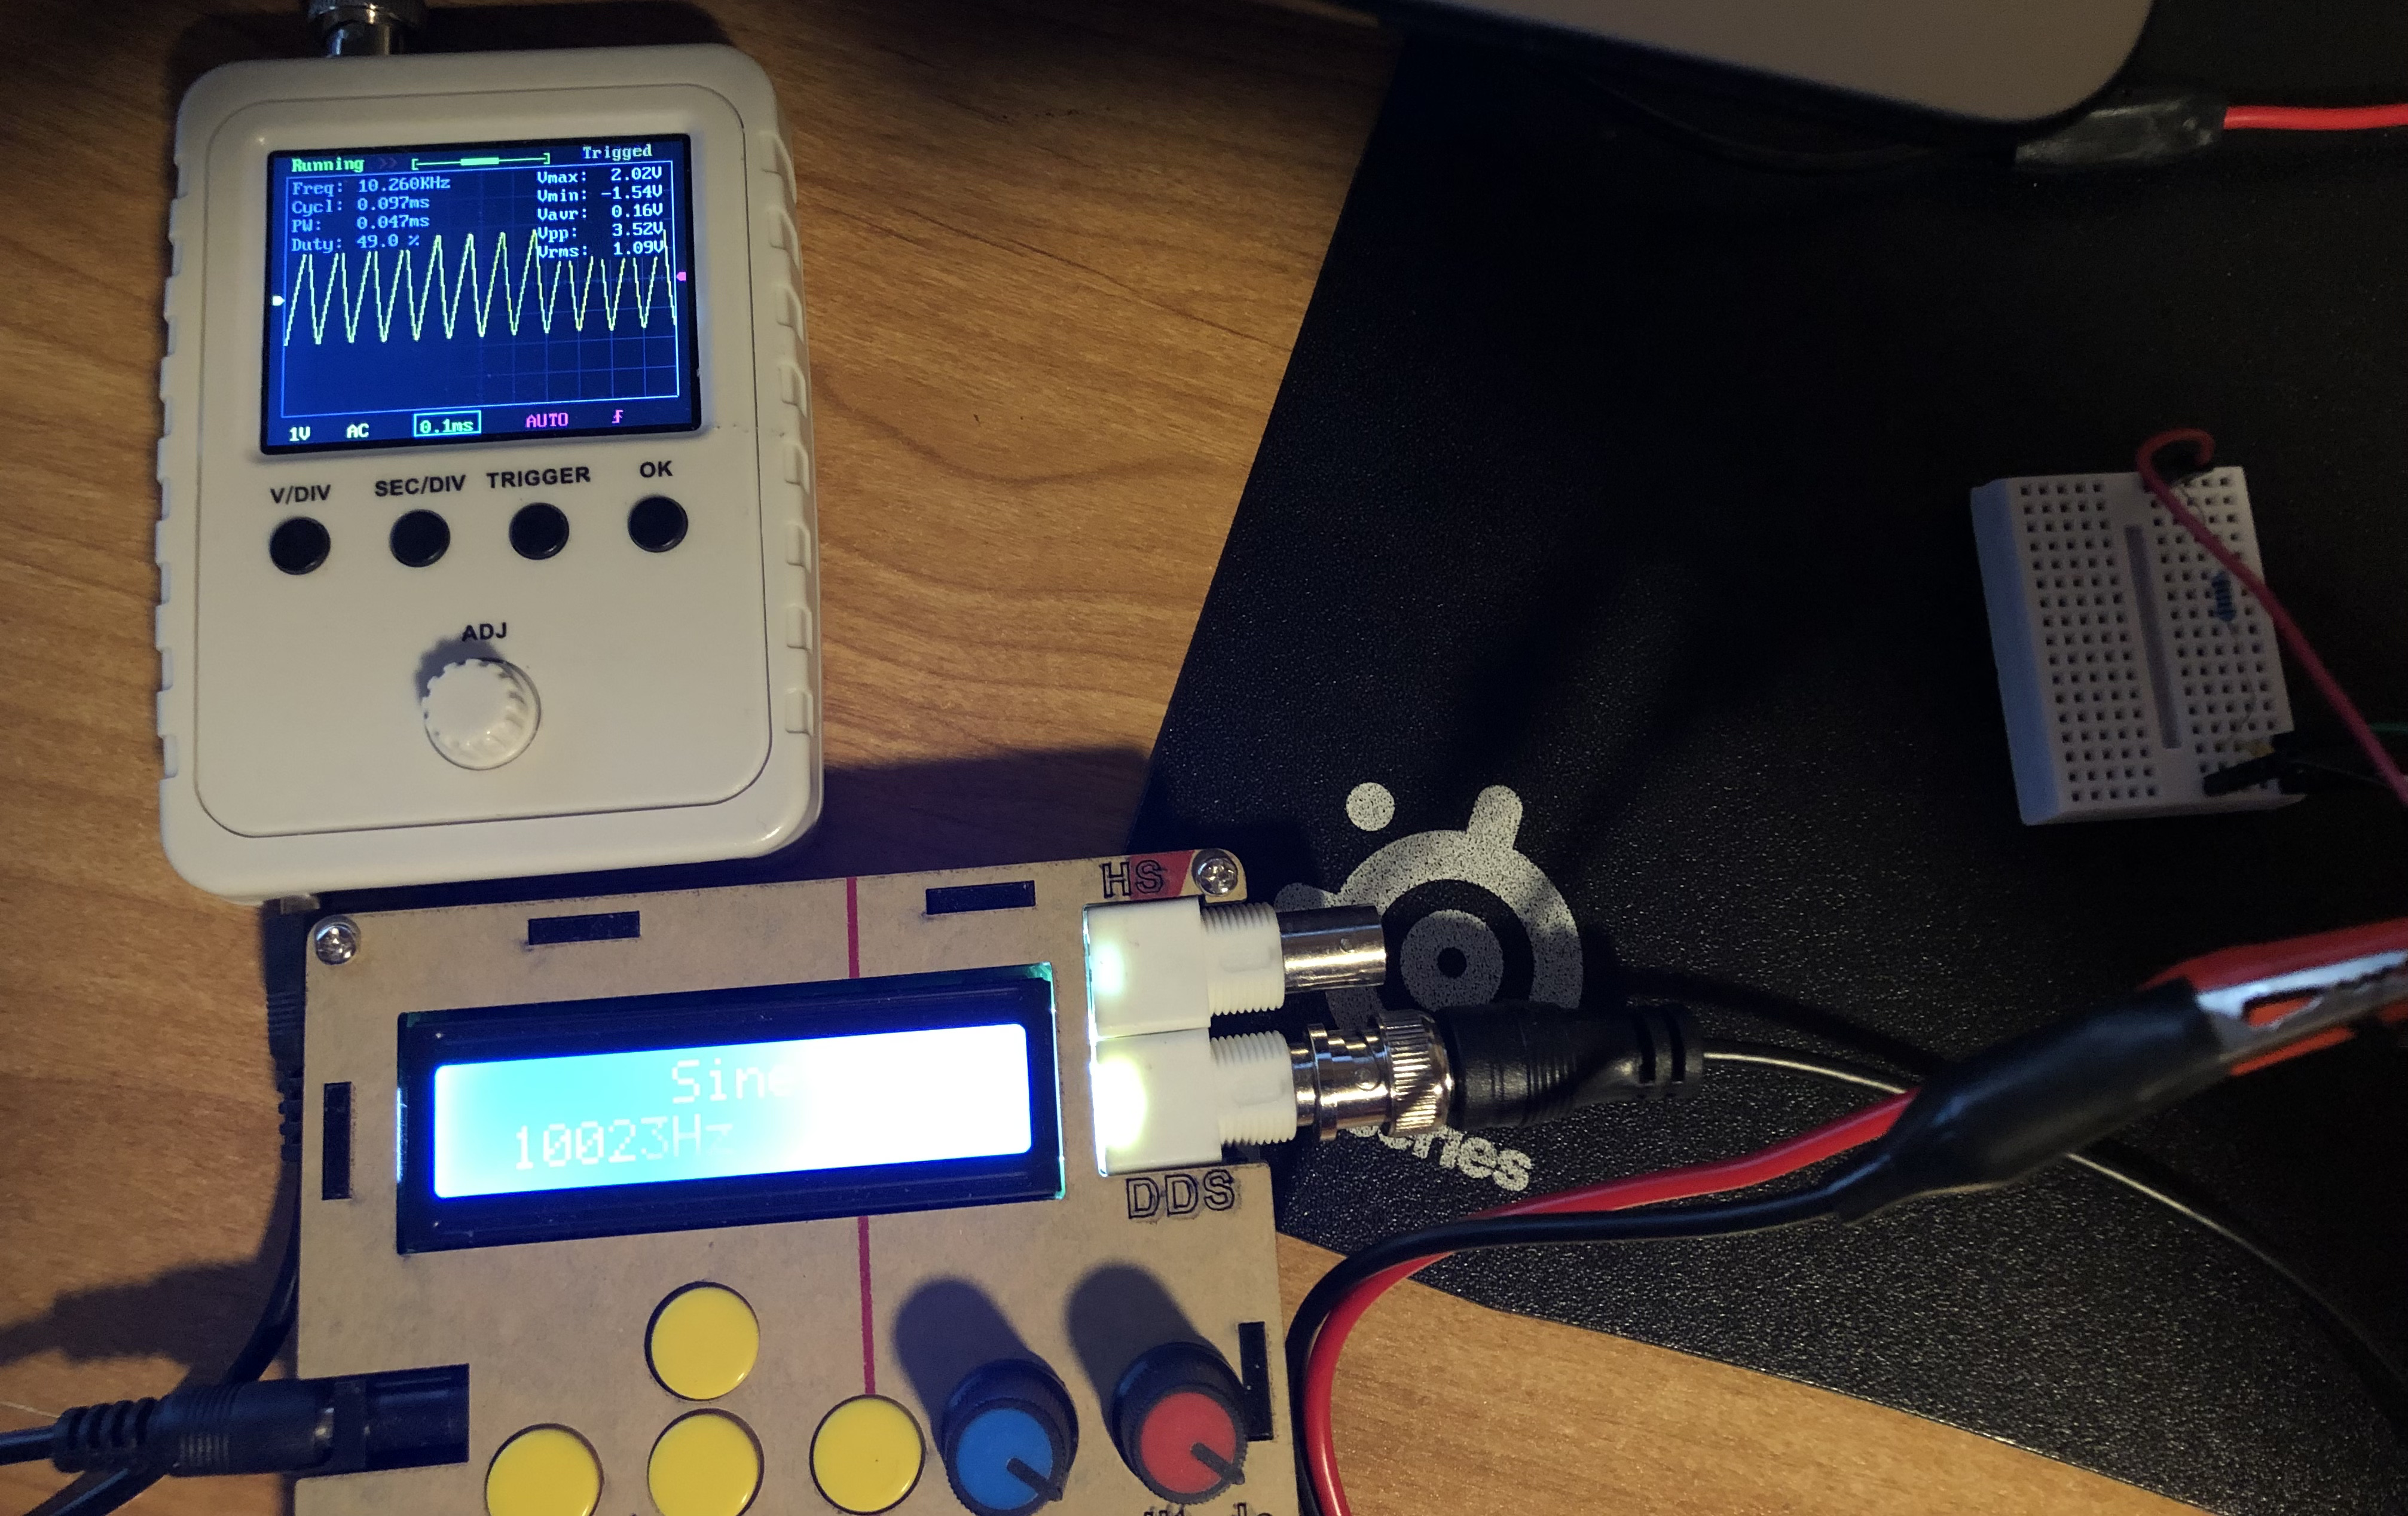 Running >> Trigged
Freq: 10.260KHz
Cycl: 0.097ms
PW: 0.047ms
Duty: 49.0 %
Vmax: 2.02V
Vmin: -1.54V
Vavr: 0.16V
Vpp: 3.52V
Vrms: 1.09V
1V AC 0.1ms AUTO
V/DIV SEC/DIV TRIGGER OK
ADJ
HS
Sine
10023Hz
DDS
series